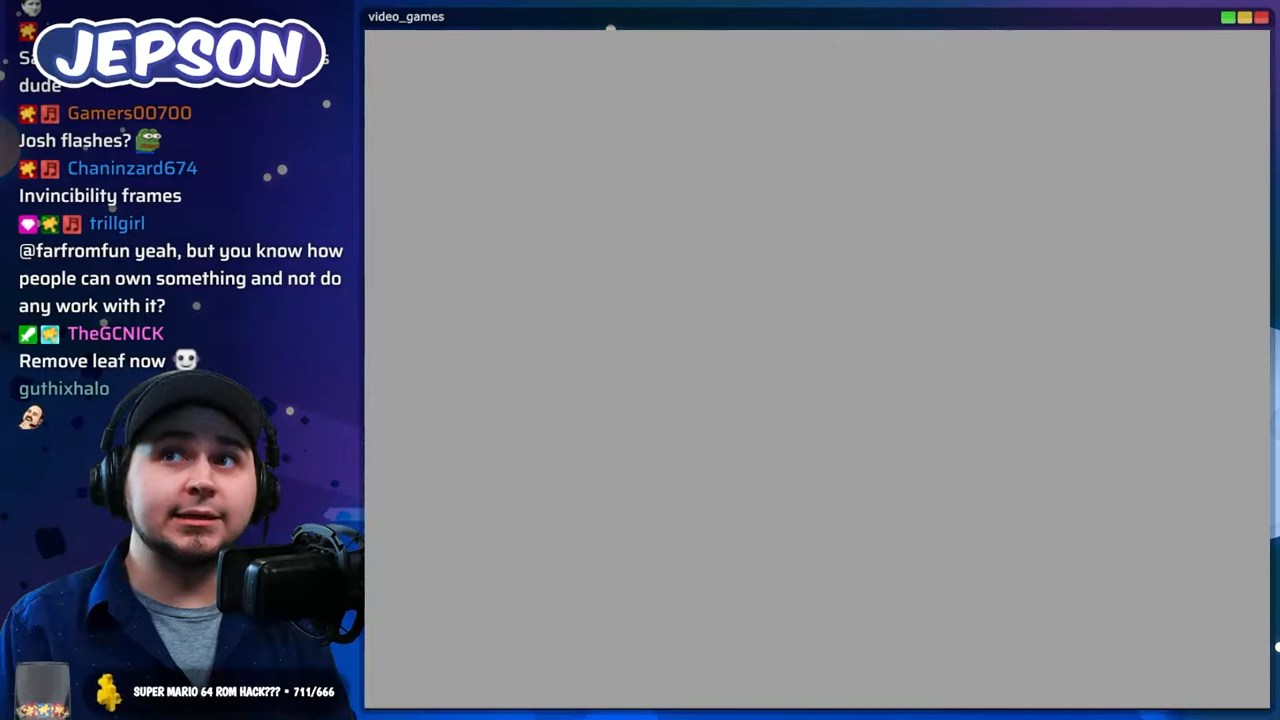 video_games
JEPSON
dude
Gamers00700
Josh flashes?
Chaninzard674
Invincibility frames
trillgirl
@farfromfun yeah, but you know how
people can own something and not do
any work with it?
TheGCNICK
Remove leaf now
guthixhalo
SUPER MARIO 64 ROM HACK??? - 711/666